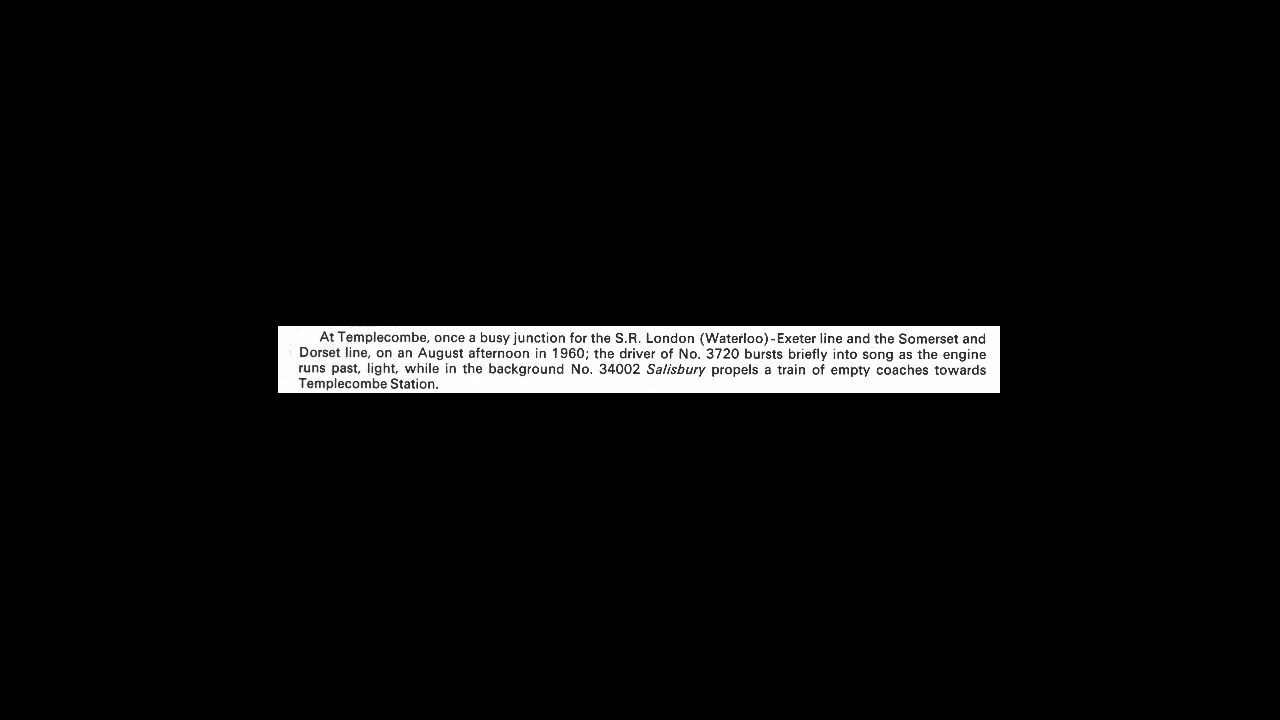 At Templecombe, once a busy junction for the S.R. London (Waterloo)-Exeter line and the Somerset and
Dorset line, on an August afternoon in 1960; the driver of No. 3720 bursts briefly into song as the engine
runs past, light, while in the background No. 34002 Salisbury propels a train of empty coaches towards
Templecombe Station.